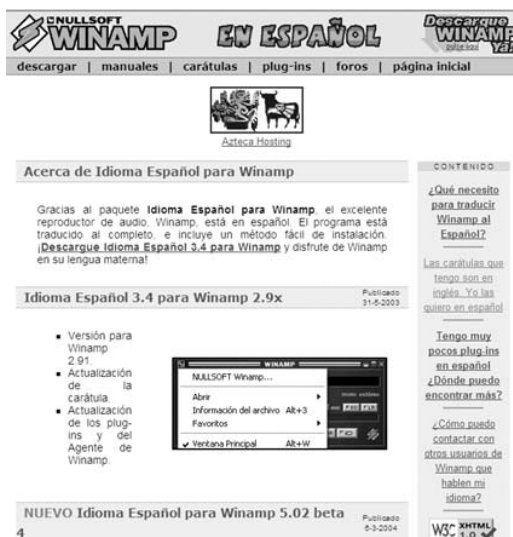 NULLSOFT
WINAMP
EN ESPAÑOL
Descargue
WINAMP
pulse aquí
Ya!
descargar | manuales | carátulas | plug-ins | foros | página inicial
Azteca Hosting
Acerca de Idioma Español para Winamp
Gracias al paquete Idioma Español para Winamp, el excelente
reproductor de audio, Winamp, está en español. El programa está
traducido al completo, e incluye un método fácil de instalación.
¡Descargue Idioma Español 3.4 para Winamp y disfrute de Winamp
en su lengua materna!
Idioma Español 3.4 para Winamp 2.9x
Publicado
31-5-2003
Versión para
Winamp
2.91.
Actualización
de la
carátula.
Actualización
de los plug-
ins y del
Agente de
Winamp.
WINAMP
NULLSOFT Winamp...
Abrir
Información del archivo Alt+3
Favoritos
Ventana Principal Alt+W
NUEVO Idioma Español para Winamp 5.02 beta
4
Publicado
6-3-2004
CONTENIDO
¿Qué necesito
para traducir
Winamp al
Español?
Las carátulas que
tengo son en
inglés. Yo las
quiero en español
Tengo muy
pocos plug-ins
en español
¿Dónde puedo
encontrar más?
¿Cómo puedo
contactar con
otros usuarios de
Winamp que
hablen mi
idioma?
W3C XHTML
1.0